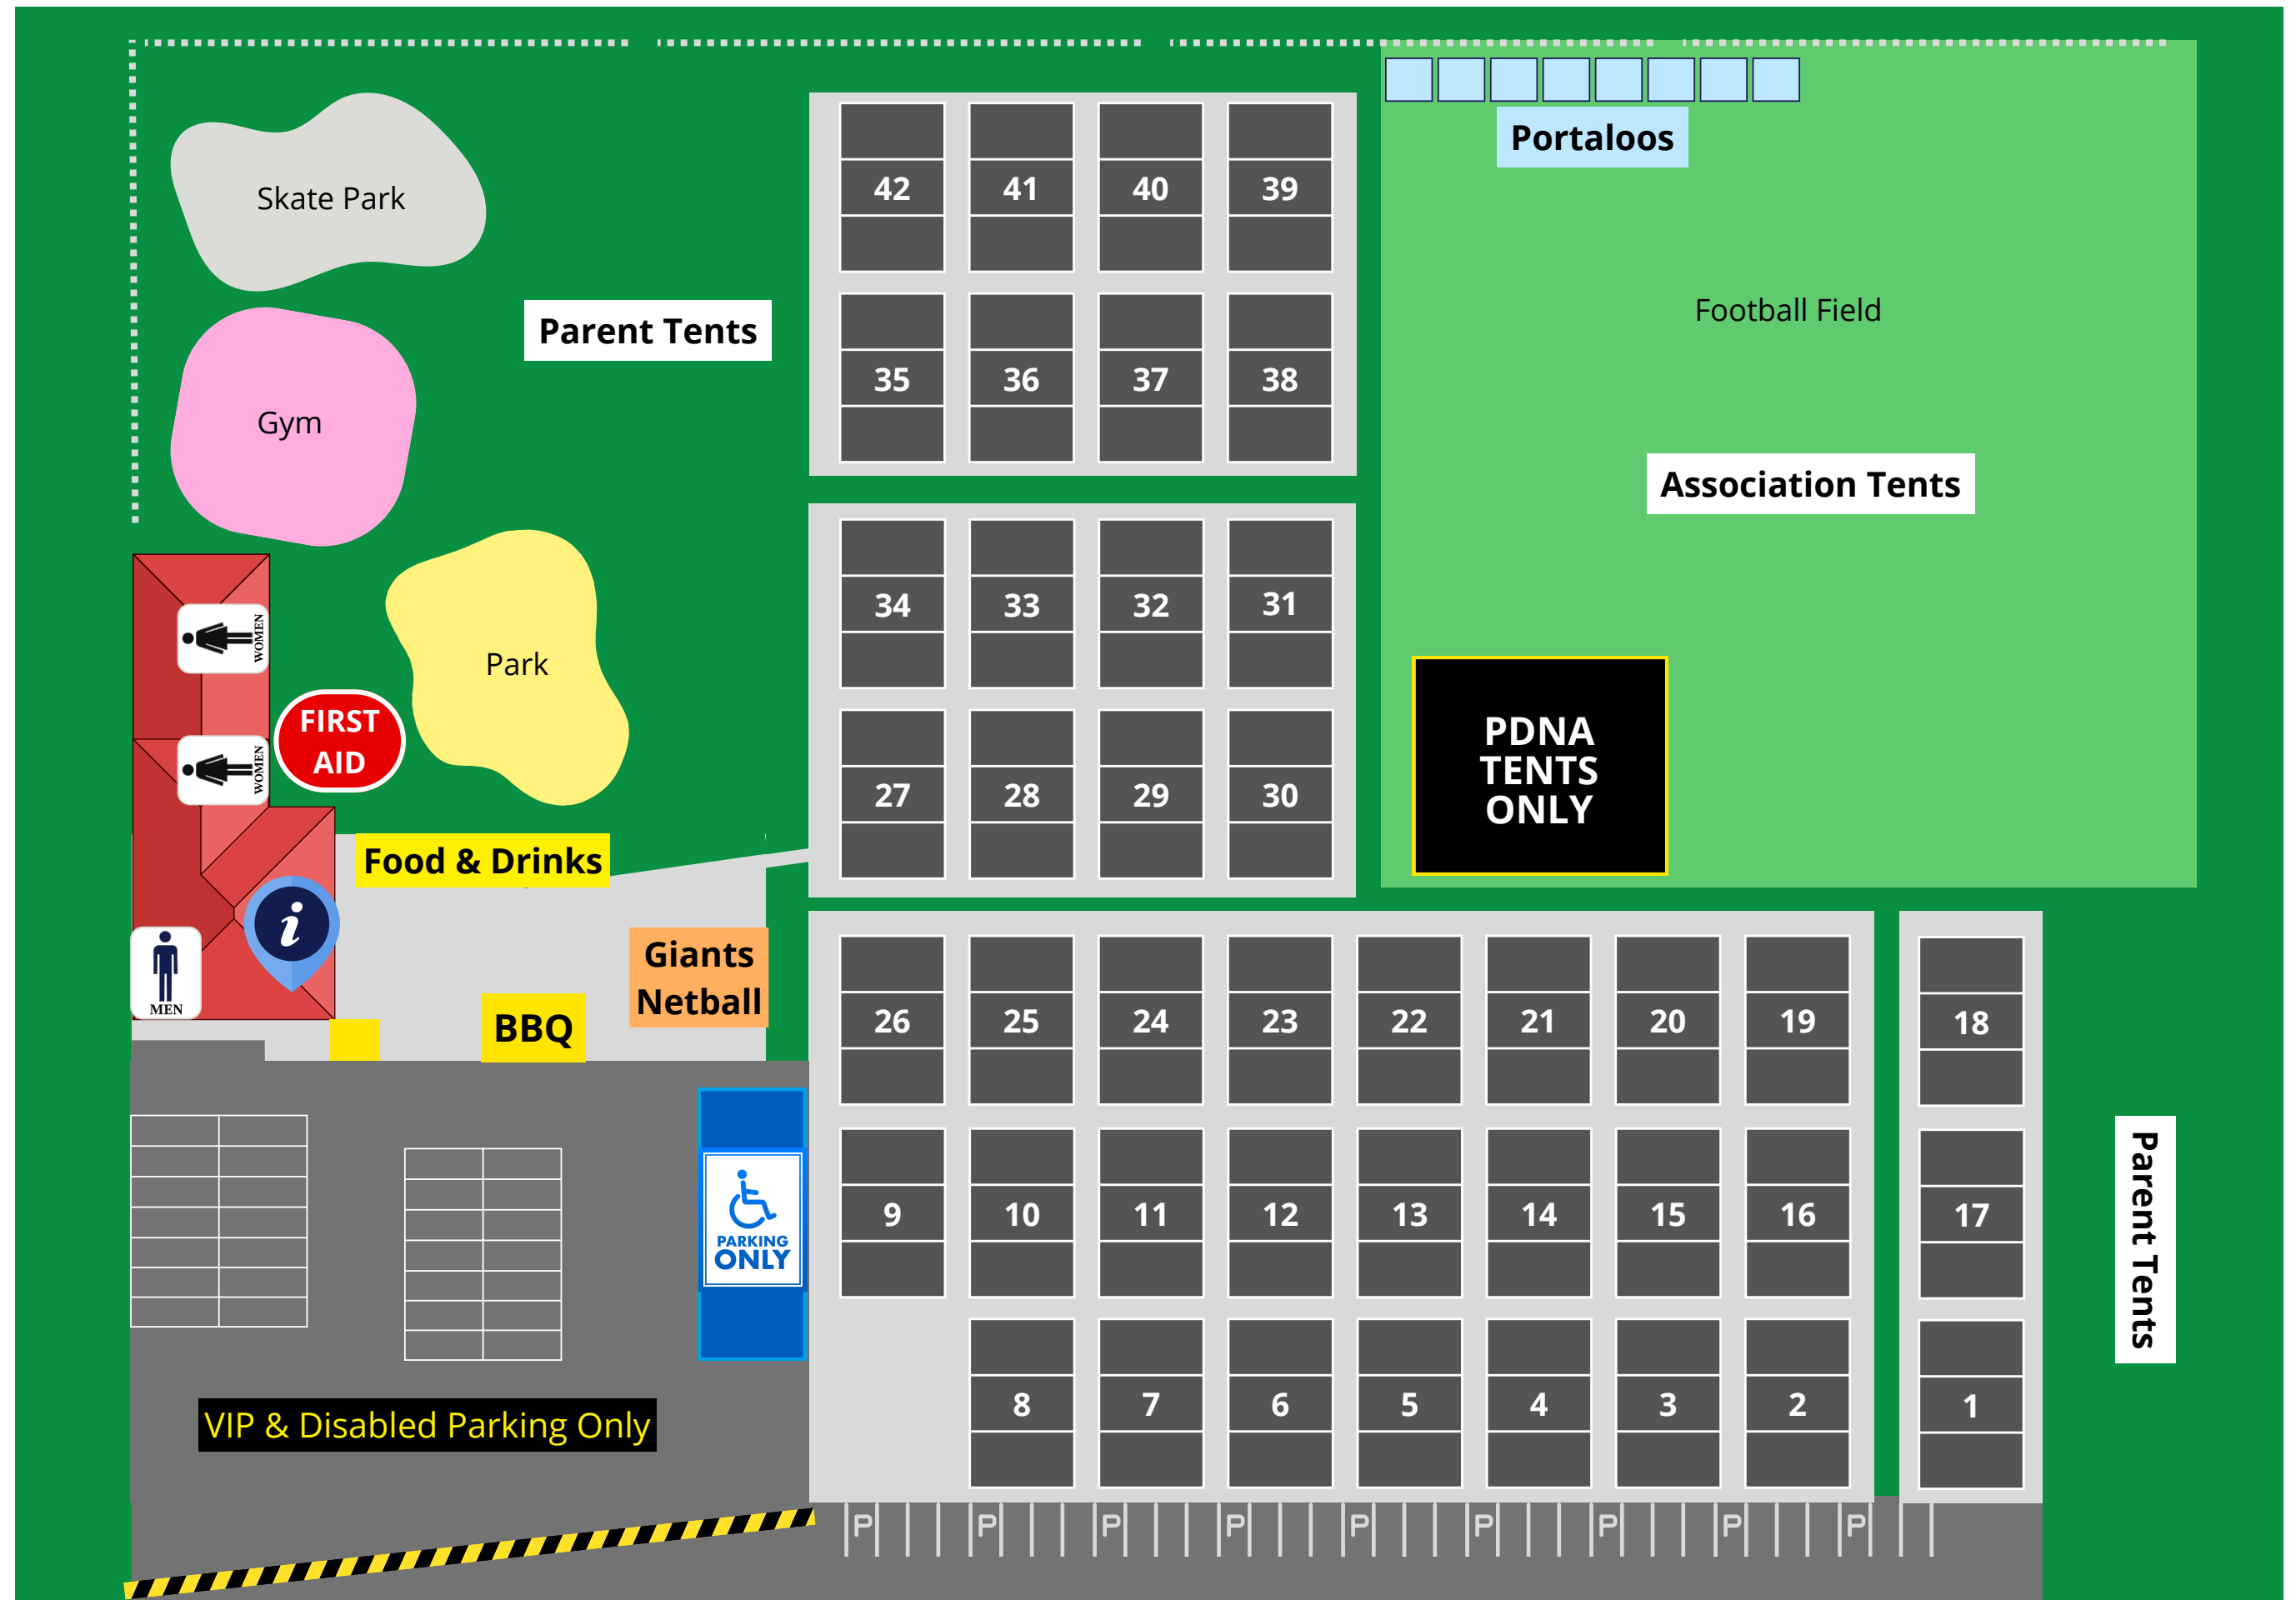 Skate Park
Portaloos
42
41
40
39
Football Field
Parent Tents
35
36
37
38
Gym
Association Tents
34
33
32
31
WOMEN
Park
FIRST
AID
WOMEN
PDNA
TENTS
ONLY
27
28
29
30
Food & Drinks
i
MEN
Giants
Netball
BBQ
26
25
24
23
22
21
20
19
18
9
10
11
12
13
14
15
16
17
PARKING
ONLY
Parent Tents
8
7
6
5
4
3
2
1
VIP & Disabled Parking Only
P
P
P
P
P
P
P
P
P